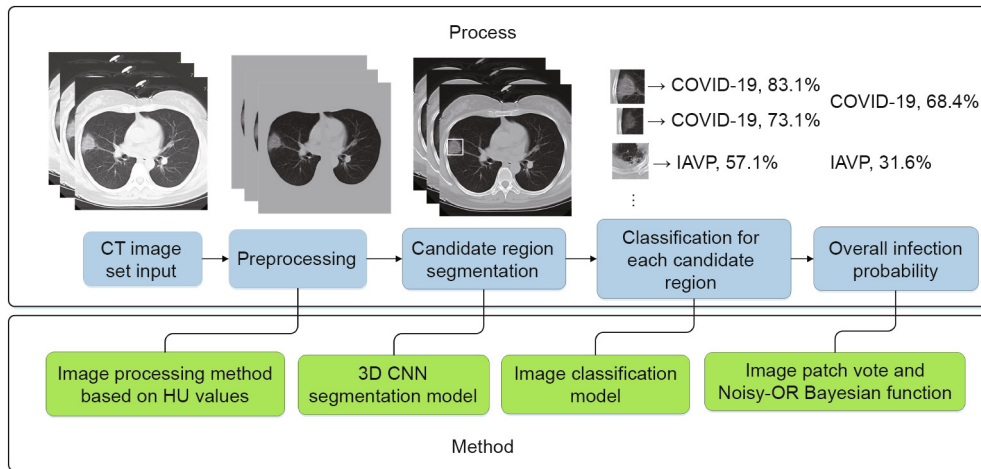 Process
→ COVID-19, 83.1%
COVID-19, 68.4%
→ COVID-19, 73.1%
→ IAVP, 57.1%
IAVP, 31.6%
⋮
CT image
set input
Preprocessing
Candidate region
segmentation
Classification for
each candidate
region
Overall infection
probability
Image processing method
based on HU values
3D CNN
segmentation model
Image classification
model
Image patch vote and
Noisy-OR Bayesian function
Method